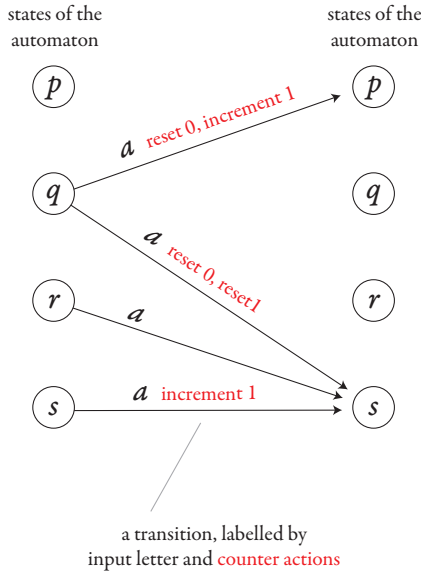 states of the
automaton
states of the
automaton
p
p
a reset 0, increment 1
q
q
a reset 0, reset1
r
a
r
s
a increment 1
s
a transition, labelled by
input letter and counter actions